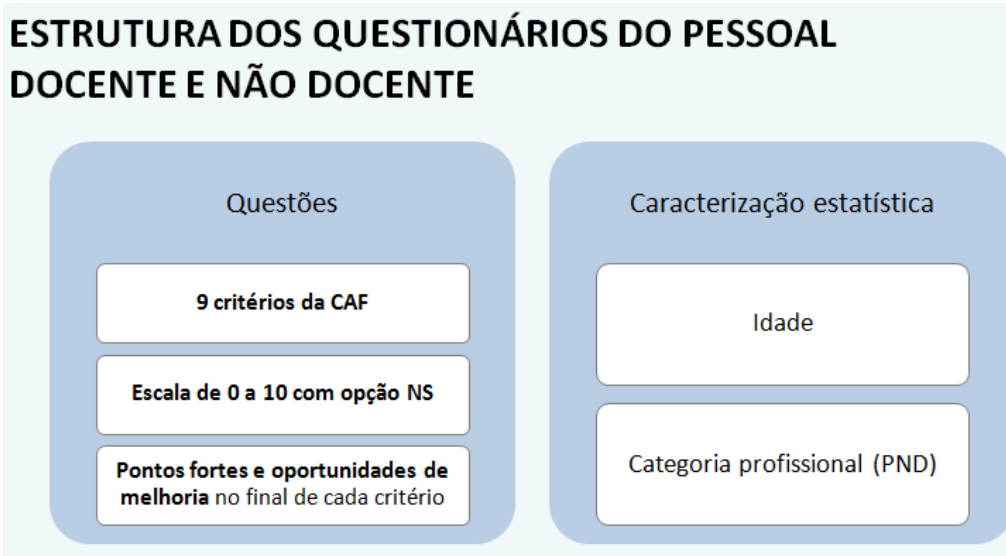 ESTRUTURA DOS QUESTIONÁRIOS DO PESSOAL
DOCENTE E NÃO DOCENTE
Questões
9 critérios da CAF
Escala de 0 a 10 com opção NS
Pontos fortes e oportunidades de
melhoria no final de cada critério
Caracterização estatística
Idade
Categoria profissional (PND)